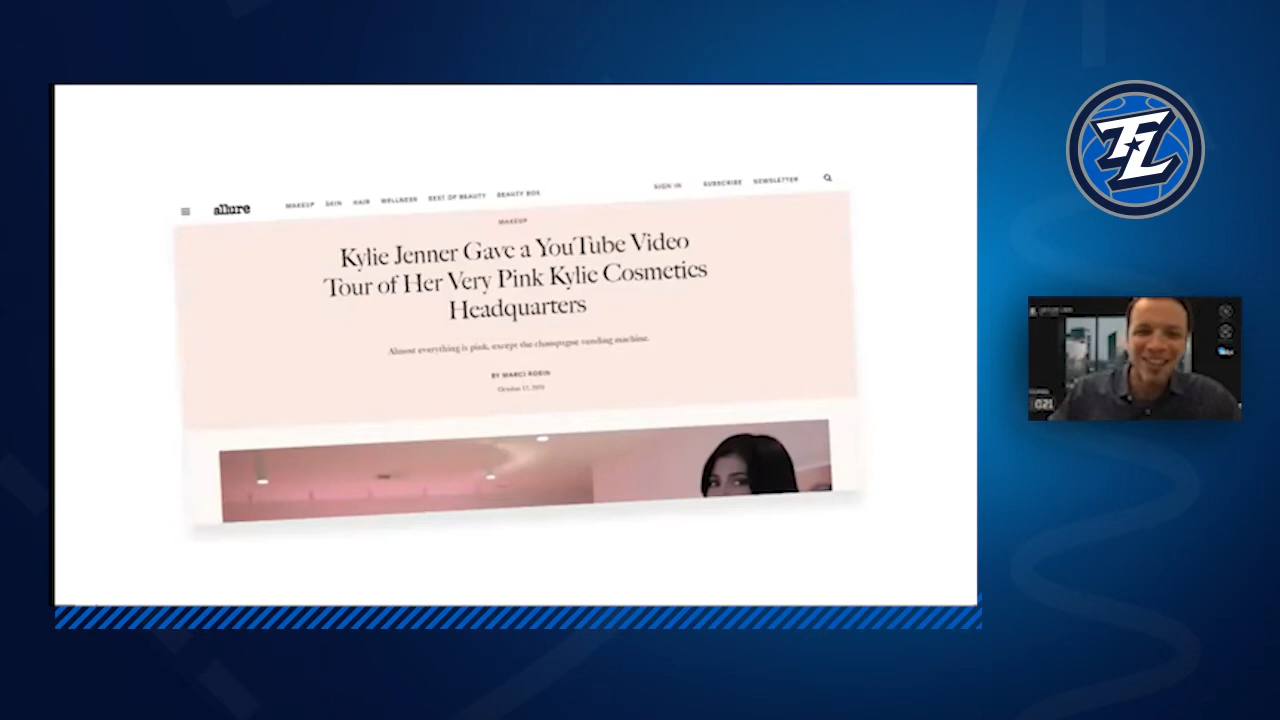 allure
MAKEUP SKIN HAIR WELLNESS BEST OF BEAUTY BEAUTY BOX
SIGN IN SUBSCRIBE NEWSLETTER
MAKEUP
Kylie Jenner Gave a YouTube Video
Tour of Her Very Pink Kylie Cosmetics
Headquarters
Almost everything is pink, except the champagne vending machine.
BY MARCI ROBIN
TL